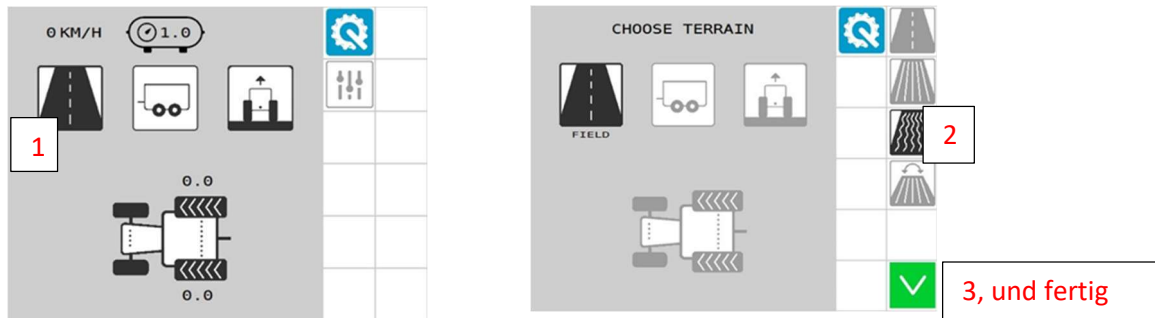 0 KM/H
1.0
1
0.0
0.0
CHOOSE TERRAIN
FIELD
2
3, und fertig